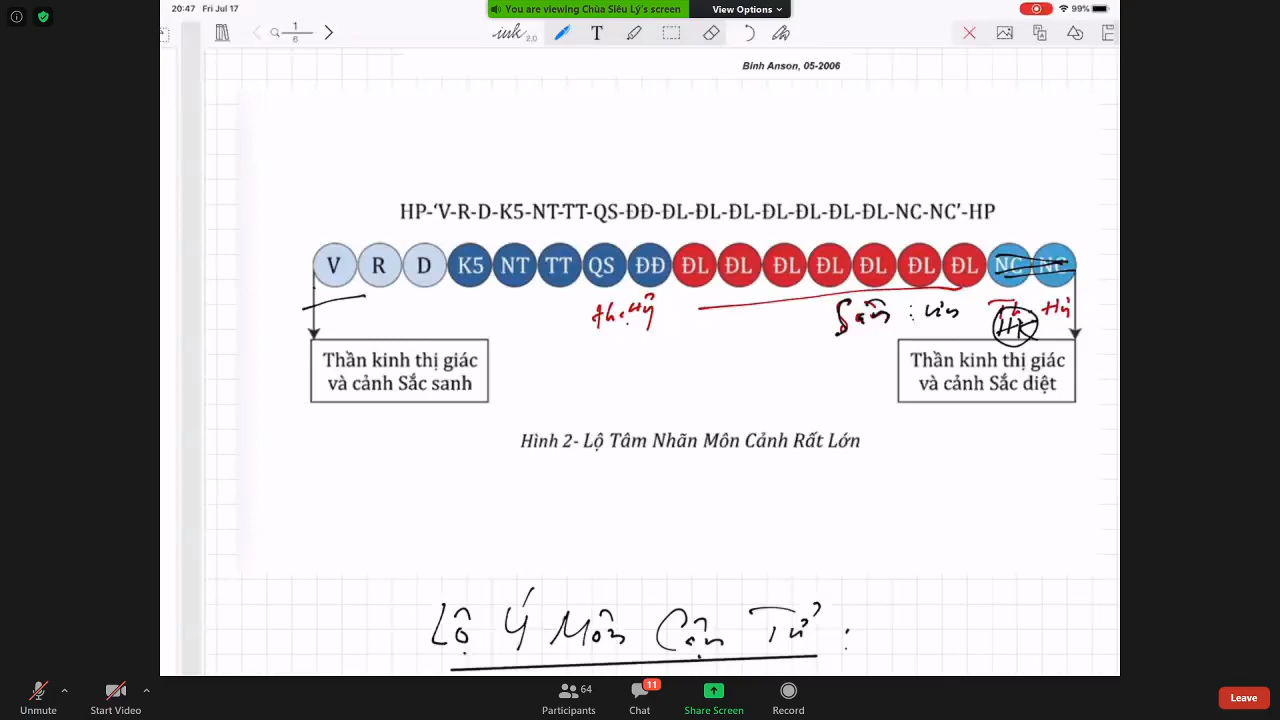 20:47 Fri Jul 17
You are viewing Chùa Siêu Lý's screen
View Options
99%
1
6
ink 2.0
T
Binh Anson, 05-2006
HP-‘V-R-D-K5-NT-TT-QS-ĐĐ-ĐL-ĐL-ĐL-ĐL-ĐL-ĐL-ĐL-NC-NC’-HP
V R D K5 NT TT QS ĐĐ ĐL ĐL ĐL ĐL ĐL ĐL ĐL NC NC
Sân :
HK
Thần kinh thị giác
và cảnh Sắc sanh
Thần kinh thị giác
và cảnh Sắc diệt
Hình 2- Lộ Tâm Nhãn Môn Cảnh Rất Lớn
Lộ Ý Môn Cận Tử :
Unmute
Start Video
Participants
64
Chat
11
Share Screen
Record
Leave